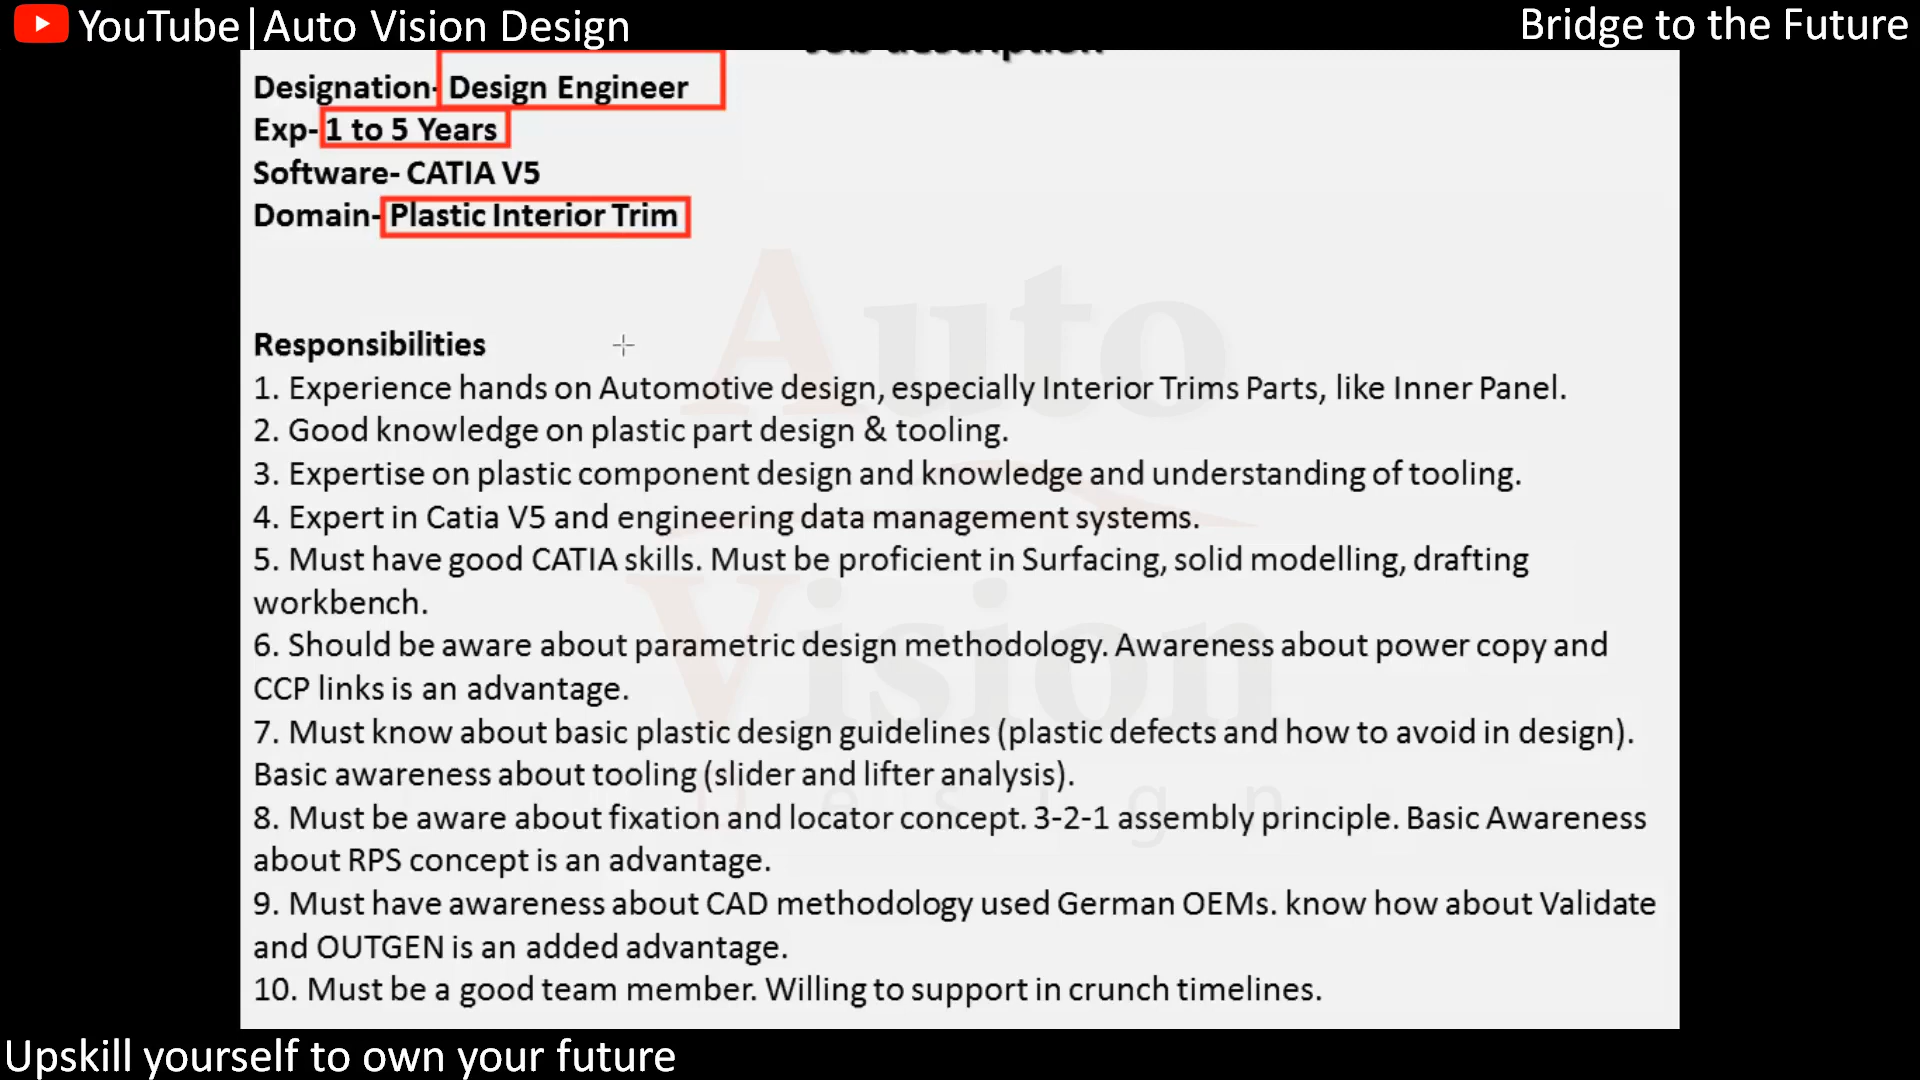 YouTube|Auto Vision Design
Bridge to the Future
Job description
Designation- Design Engineer
Exp- 1 to 5 Years
Software- CATIA V5
Domain- Plastic Interior Trim
Auto
Vision
Design
Responsibilities
1. Experience hands on Automotive design, especially Interior Trims Parts, like Inner Panel.
2. Good knowledge on plastic part design & tooling.
3. Expertise on plastic component design and knowledge and understanding of tooling.
4. Expert in Catia V5 and engineering data management systems.
5. Must have good CATIA skills. Must be proficient in Surfacing, solid modelling, drafting
workbench.
6. Should be aware about parametric design methodology. Awareness about power copy and
CCP links is an advantage.
7. Must know about basic plastic design guidelines (plastic defects and how to avoid in design).
Basic awareness about tooling (slider and lifter analysis).
8. Must be aware about fixation and locator concept. 3-2-1 assembly principle. Basic Awareness
about RPS concept is an advantage.
9. Must have awareness about CAD methodology used German OEMs. know how about Validate
and OUTGEN is an added advantage.
10. Must be a good team member. Willing to support in crunch timelines.
Upskill yourself to own your future